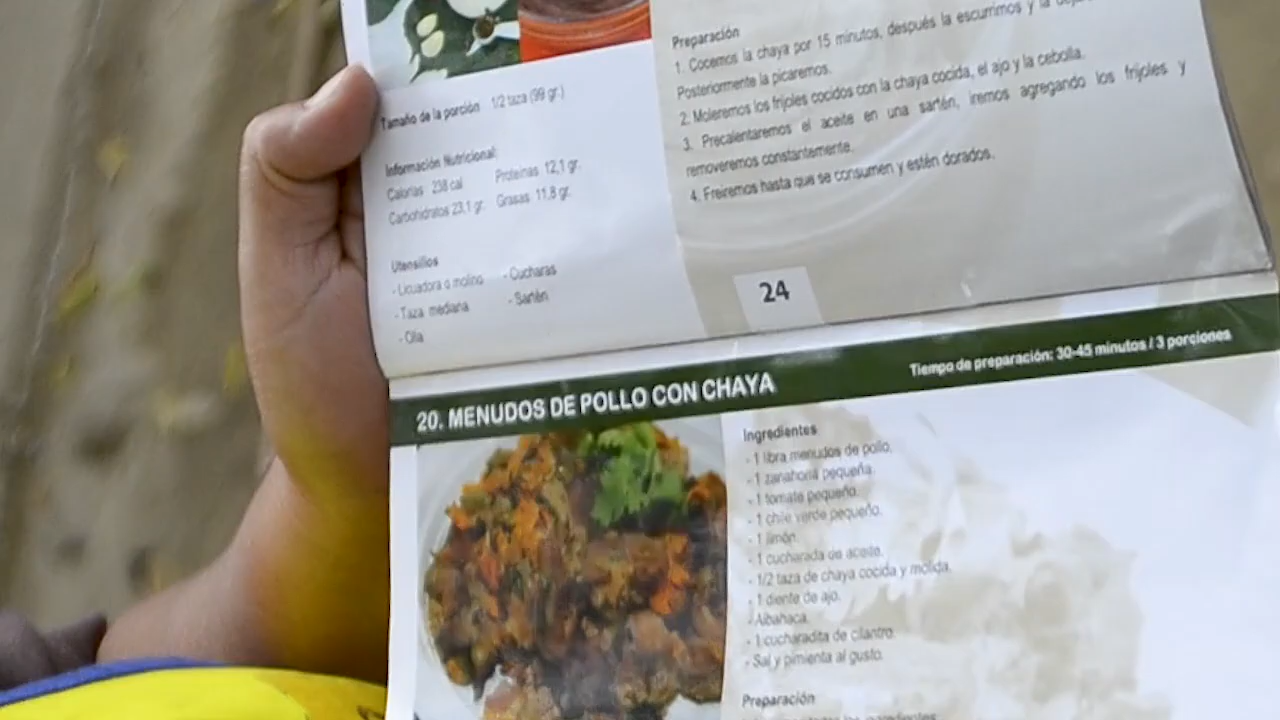 Tamaño de la porción 1/2 taza (99 gr.)
Información Nutricional:
Calorías 238 cal Proteínas 12,1 gr.
Carbohidratos 23,1 gr. Grasas 11,8 gr.
Utensilios
- Licuadora o molino - Cucharas
- Taza mediana - Sartén
- Olla
Preparación
1. Cocemos la chaya por 15 minutos, después la escurrimos y la
Posteriormente la picaremos.
2. Moleremos los frijoles cocidos con la chaya cocida, el ajo y la cebolla.
3. Precalentaremos el aceite en una sartén, iremos agregando los frijoles y
removeremos constantemente.
4. Freiremos hasta que se consumen y estén dorados.
24
20. MENUDOS DE POLLO CON CHAYA
Tiempo de preparación: 30-45 minutos / 3 porciones
Ingredientes
- 1 libra menudos de pollo.
- 1 zanahoria pequeña.
- 1 tomate pequeño.
- 1 chile verde pequeño.
- 1 limón.
- 1 cucharada de aceite.
- 1/2 taza de chaya cocida y molida.
- 1 diente de ajo.
- Albahaca.
- 1 cucharadita de cilantro.
- Sal y pimienta al gusto.
Preparación
los ingredientes